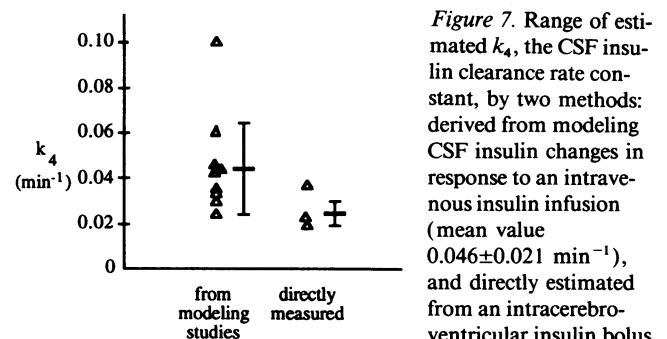 0.10
0.08
0.06
k4
(min-1)
0.04
0.02
0
from
modeling
studies
directly
measured
Figure 7. Range of esti-
mated k4, the CSF insu-
lin clearance rate con-
stant, by two methods:
derived from modeling
CSF insulin changes in
response to an intrave-
nous insulin infusion
(mean value
0.046±0.021 min−1),
and directly estimated
from an intracerebro-
ventricular insulin bolus